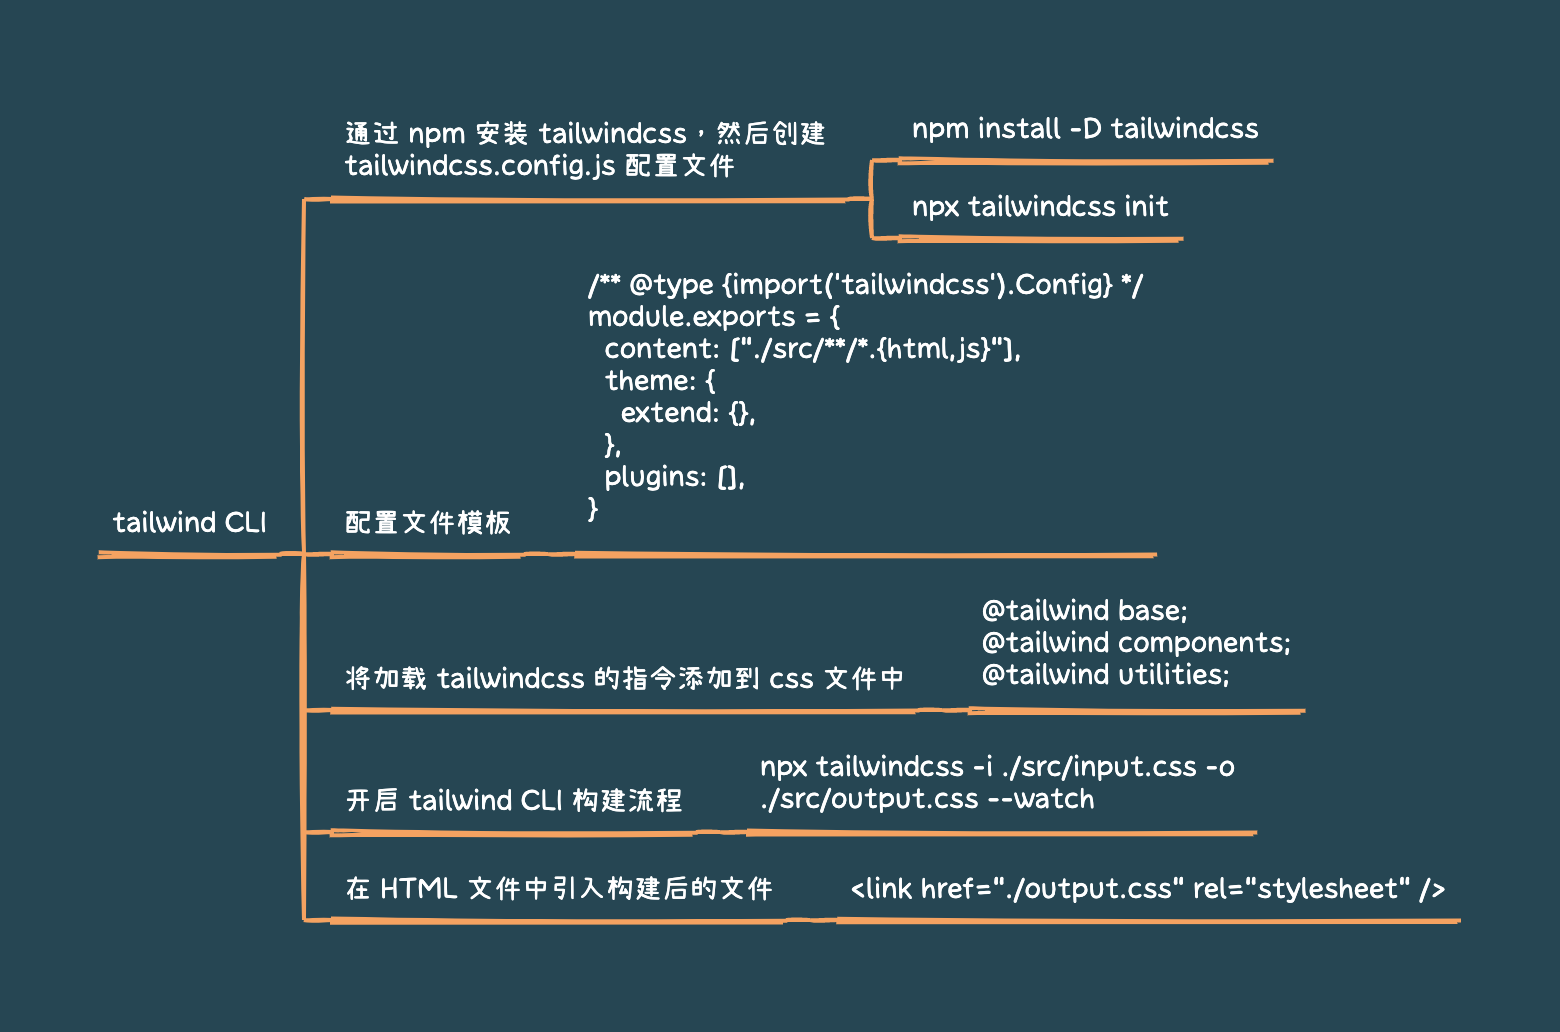 tailwind CLI
通过 npm 安装 tailwindcss，然后创建
tailwindcss.config.js 配置文件
npm install -D tailwindcss
npx tailwindcss init
配置文件模板
/** @type {import('tailwindcss').Config} */
module.exports = {
  content: ["./src/**/*.{html,js}"],
  theme: {
    extend: {},
  },
  plugins: [],
}
将加载 tailwindcss 的指令添加到 css 文件中
@tailwind base;
@tailwind components;
@tailwind utilities;
开启 tailwind CLI 构建流程
npx tailwindcss -i ./src/input.css -o
./src/output.css --watch
在 HTML 文件中引入构建后的文件
<link href="./output.css" rel="stylesheet" />